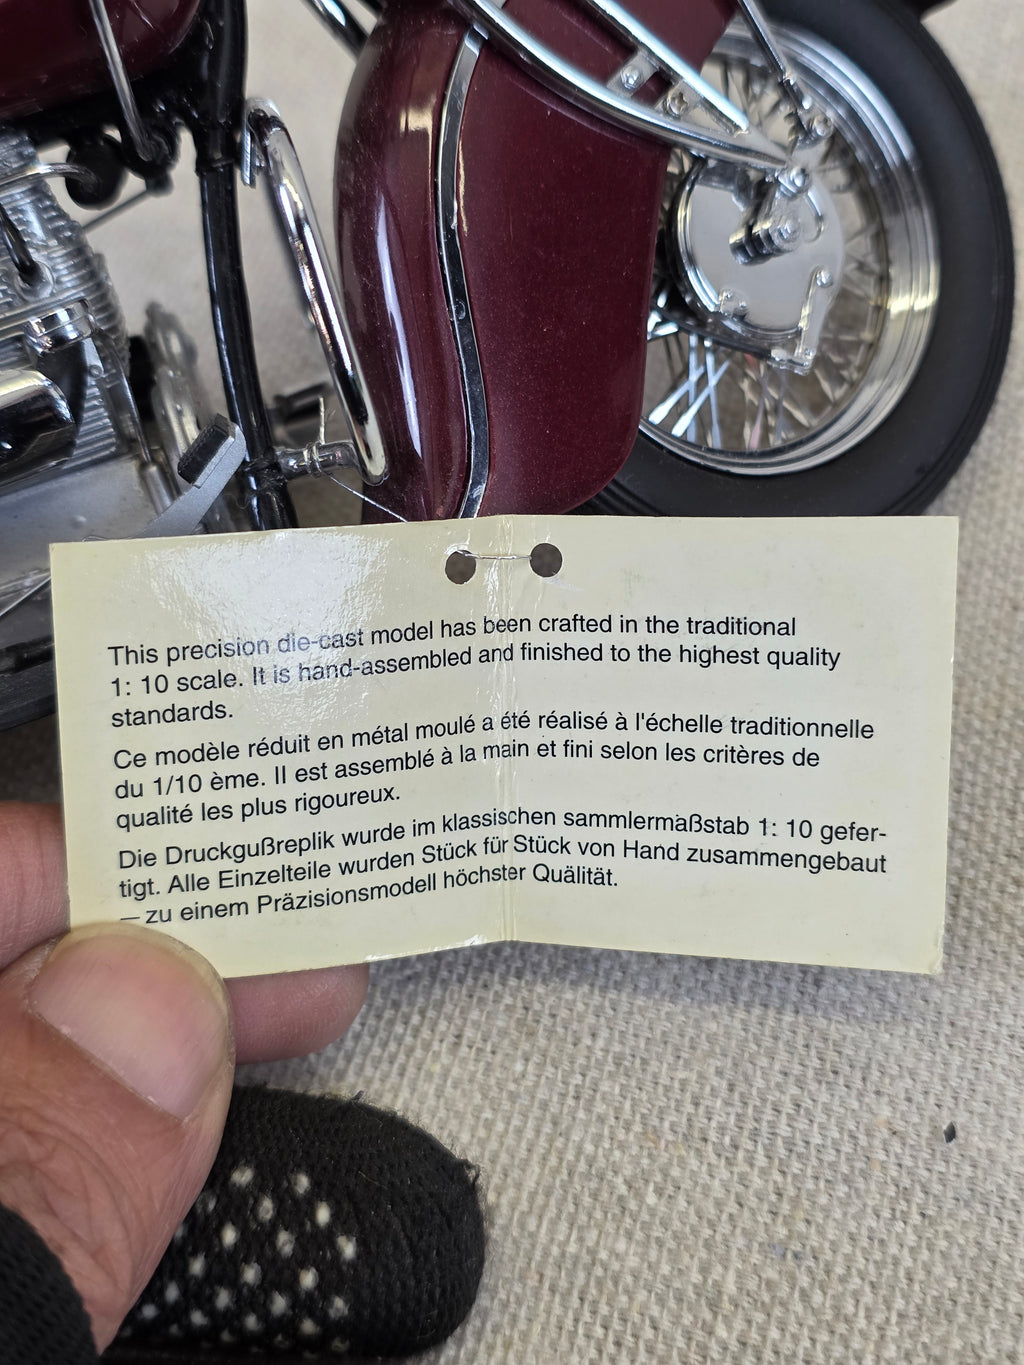 This precision die-cast model has been crafted in the traditional
1: 10 scale. It is hand-assembled and finished to the highest quality
standards.
Ce modèle réduit en métal moulé a été réalisé à l'échelle traditionnelle
du 1/10 ème. Il est assemblé à la main et fini selon les critères de
qualité les plus rigoureux.
Die Druckgußreplik wurde im klassischen sammlermaßstab 1: 10 gefer-
tigt. Alle Einzelteile wurden Stück für Stück von Hand zusammengebaut
— zu einem Präzisionsmodell höchster Quälität.